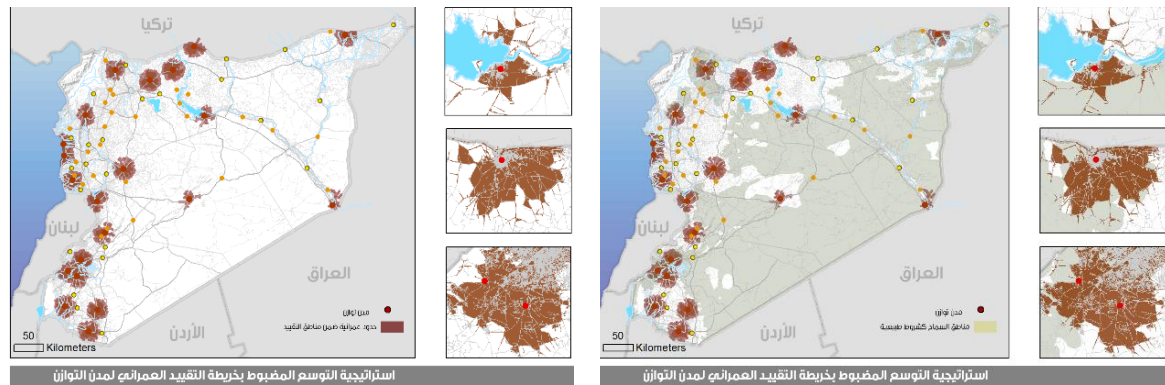 تركيا
لبنان
العراق
الأردن
مدن توازن
حدود عمرانية ضمن مناطق التقييد
50
Kilometers
استراتيجية التوسع المضبوط بخريطة التقييد العمراني لمدن التوازن
تركيا
لبنان
العراق
الأردن
مدن توازن
مناطق السماح كشروط طبيعية
50
Kilometers
استراتيجية التوسع المضبوط بخريطة التقييد العمراني لمدن التوازن